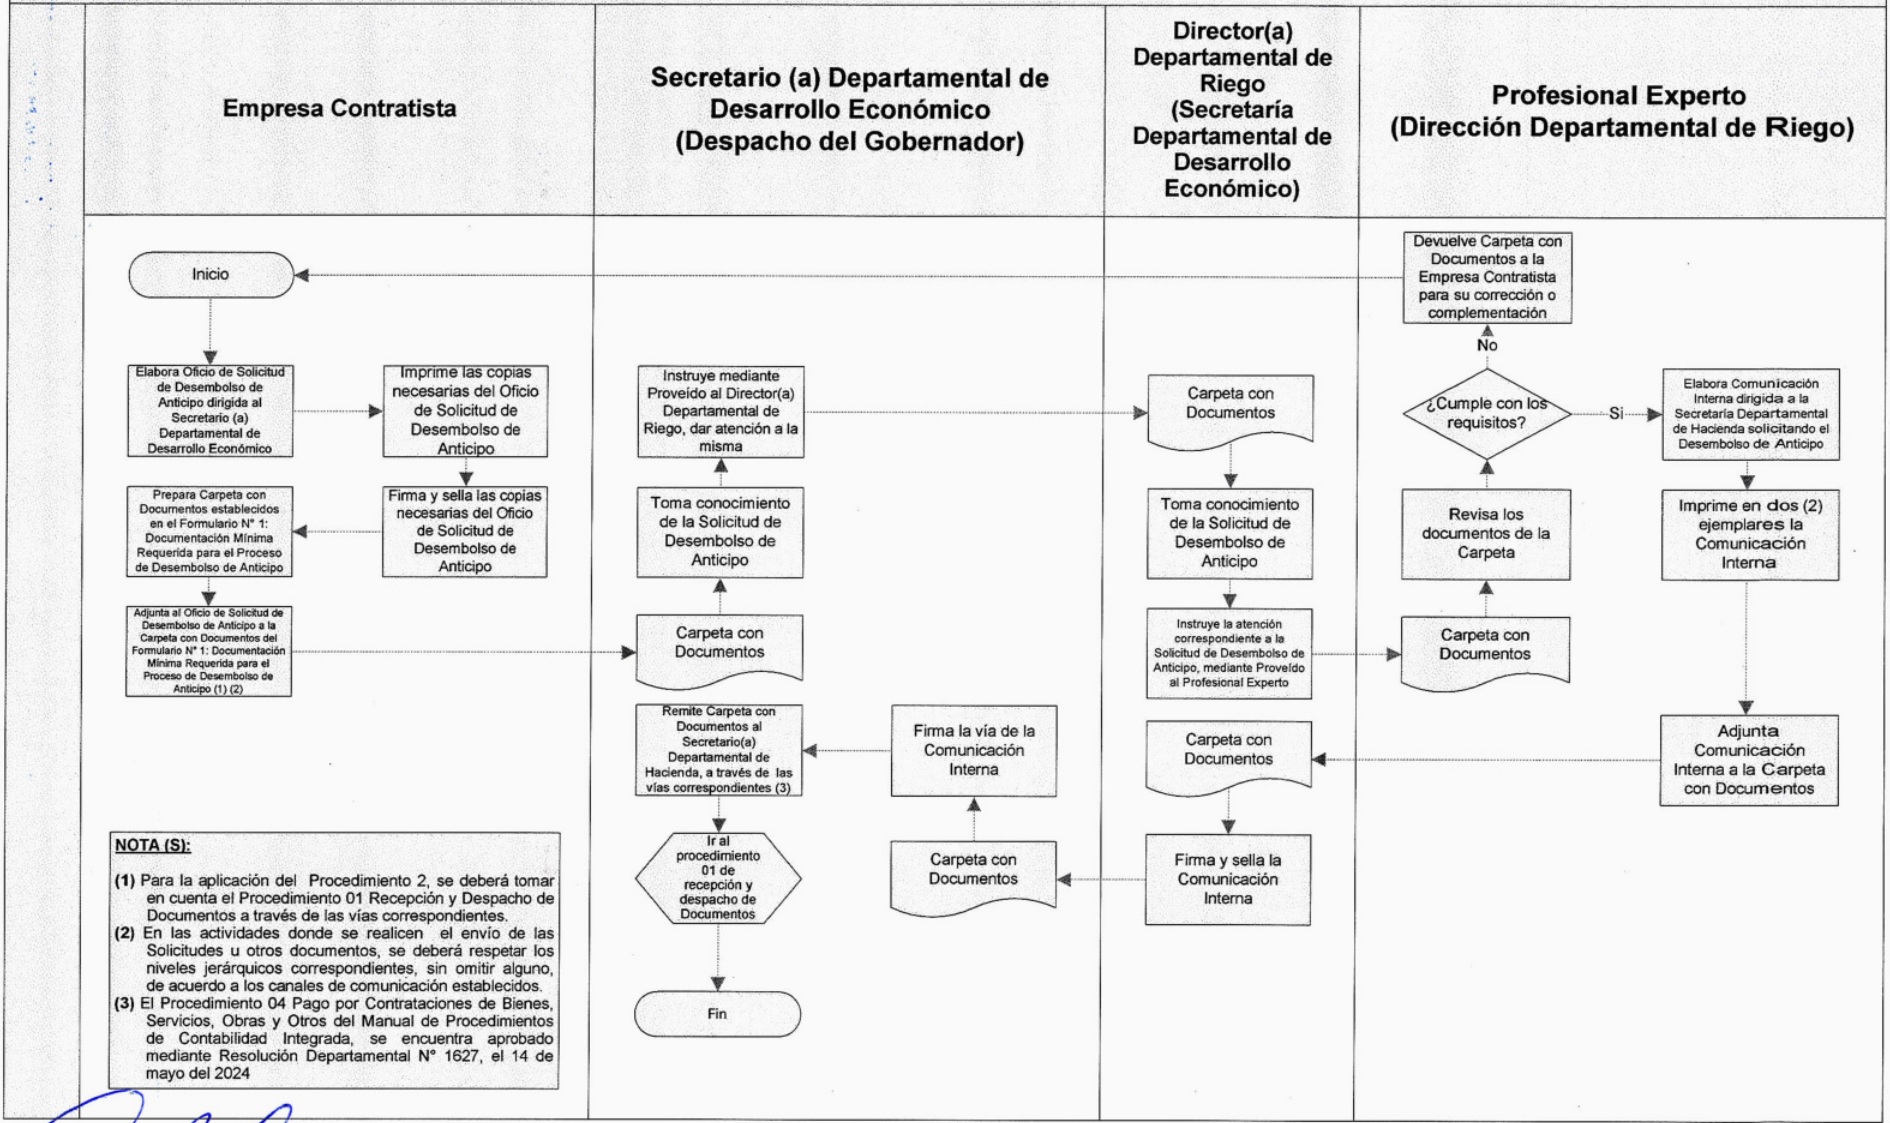 Empresa Contratista
Secretario (a) Departamental de
Desarrollo Económico
(Despacho del Gobernador)
Director(a)
Departamental de
Riego
(Secretaría
Departamental de
Desarrollo
Económico)
Profesional Experto
(Dirección Departamental de Riego)
Inicio
Elabora Oficio de Solicitud
de Desembolso de
Anticipo dirigida al
Secretario (a)
Departamental de
Desarrollo Económico
Imprime las copias
necesarias del Oficio
de Solicitud de
Desembolso de
Anticipo
Firma y sella las copias
necesarias del Oficio
de Solicitud de
Desembolso de
Anticipo
Prepara Carpeta con
Documentos establecidos
en el Formulario N° 1:
Documentación Mínima
Requerida para el Proceso
de Desembolso de Anticipo
Adjunta al Oficio de Solicitud de
Desembolso de Anticipo a la
Carpeta con Documentos del
Formulario N° 1: Documentación
Mínima Requerida para el
Proceso de Desembolso de
Anticipo (1) (2)
Carpeta con
Documentos
Toma conocimiento
de la Solicitud de
Desembolso de
Anticipo
Instruye mediante
Proveído al Director(a)
Departamental de
Riego, dar atención a la
misma
Carpeta con
Documentos
Toma conocimiento
de la Solicitud de
Desembolso de
Anticipo
Instruye la atención
correspondiente a la
Solicitud de Desembolso de
Anticipo, mediante Proveído
al Profesional Experto
Carpeta con
Documentos
Revisa los
documentos de la
Carpeta
¿Cumple con los
requisitos?
No
Devuelve Carpeta con
Documentos a la
Empresa Contratista
para su corrección o
complementación
Si
Elabora Comunicación
Interna dirigida a la
Secretaría Departamental
de Hacienda solicitando el
Desembolso de Anticipo
Imprime en dos (2)
ejemplares la
Comunicación
Interna
Adjunta
Comunicación
Interna a la Carpeta
con Documentos
Carpeta con
Documentos
Firma y sella la
Comunicación
Interna
Carpeta con
Documentos
Firma la vía de la
Comunicación
Interna
Remite Carpeta con
Documentos al
Secretario(a)
Departamental de
Hacienda, a través de las
vías correspondientes (3)
Ir al
procedimiento
01 de
recepción y
despacho de
Documentos
Fin
NOTA (S):
(1) Para la aplicación del Procedimiento 2, se deberá tomar
en cuenta el Procedimiento 01 Recepción y Despacho de
Documentos a través de las vías correspondientes.
(2) En las actividades donde se realicen el envío de las
Solicitudes u otros documentos, se deberá respetar los
niveles jerárquicos correspondientes, sin omitir alguno,
de acuerdo a los canales de comunicación establecidos.
(3) El Procedimiento 04 Pago por Contrataciones de Bienes,
Servicios, Obras y Otros del Manual de Procedimientos
de Contabilidad Integrada, se encuentra aprobado
mediante Resolución Departamental N° 1627, el 14 de
mayo del 2024